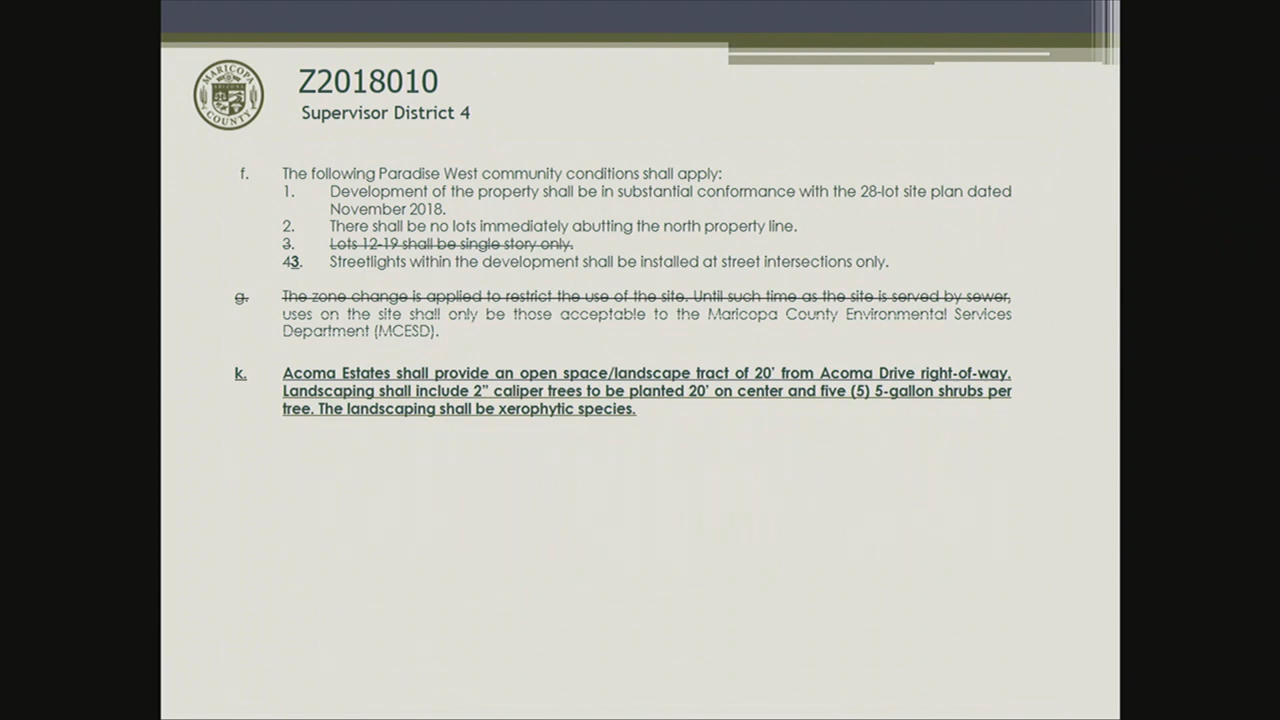 MARICOPA
ARIZONA
COUNTY
Z2018010
Supervisor District 4
f. The following Paradise West community conditions shall apply:
1. Development of the property shall be in substantial conformance with the 28-lot site plan dated
November 2018.
2. There shall be no lots immediately abutting the north property line.
3. Lots 12-19 shall be single story only.
43. Streetlights within the development shall be installed at street intersections only.
g. The zone change is applied to restrict the use of the site. Until such time as the site is served by sewer,
uses on the site shall only be those acceptable to the Maricopa County Environmental Services
Department (MCESD).
k. Acoma Estates shall provide an open space/landscape tract of 20' from Acoma Drive right-of-way.
Landscaping shall include 2" caliper trees to be planted 20' on center and five (5) 5-gallon shrubs per
tree. The landscaping shall be xerophytic species.